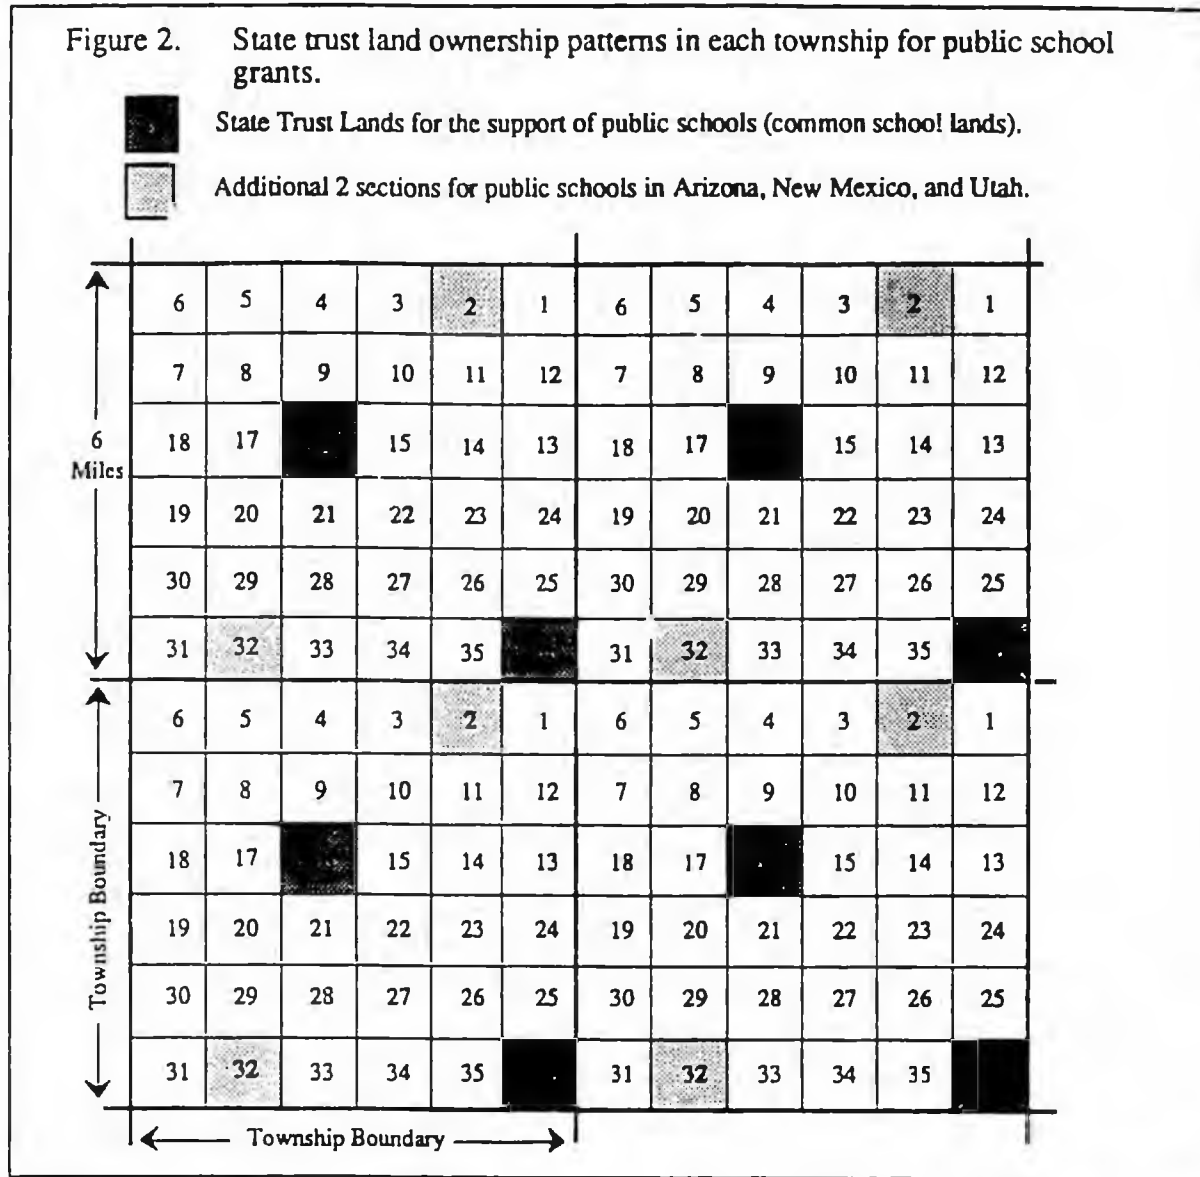 Figure 2. State trust land ownership patterns in each township for public school
grants.
State Trust Lands for the support of public schools (common school lands).
Additional 2 sections for public schools in Arizona, New Mexico, and Utah.
6 5 4 3 2 1 6 5 4 3 2 1
7 8 9 10 11 12 7 8 9 10 11 12
18 17 15 14 13 18 17 15 14 13
6
Miles
19 20 21 22 23 24 19 20 21 22 23 24
30 29 28 27 26 25 30 29 28 27 26 25
31 32 33 34 35 31 32 33 34 35
6 5 4 3 2 1 6 5 4 3 2 1
7 8 9 10 11 12 7 8 9 10 11 12
18 17 15 14 13 18 17 15 14 13
Township Boundary
19 20 21 22 23 24 19 20 21 22 23 24
30 29 28 27 26 25 30 29 28 27 26 25
31 32 33 34 35 31 32 33 34 35
Township Boundary